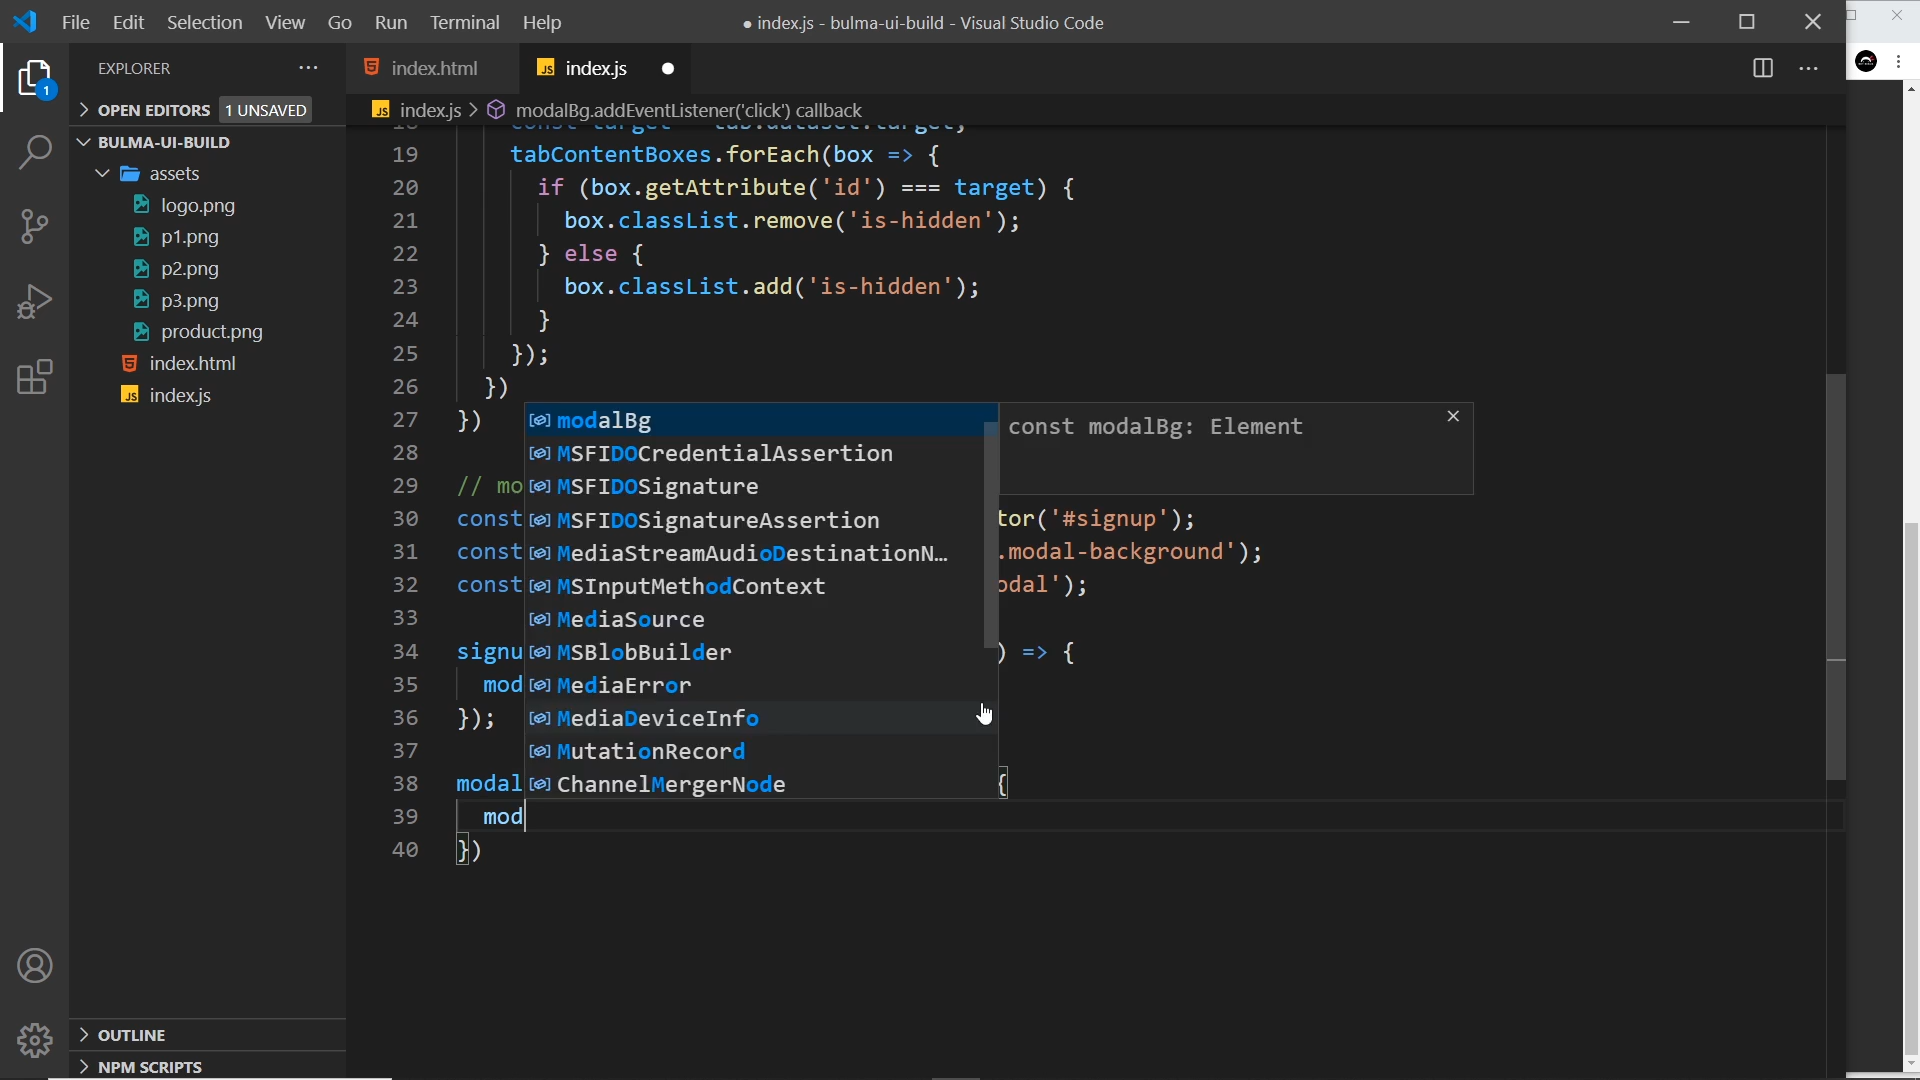 File Edit Selection View Go Run Terminal Help
● index.js - bulma-ui-build - Visual Studio Code
EXPLORER
index.html
index.js
OPEN EDITORS 1 UNSAVED
index.js > modalBg.addEventListener('click') callback
BULMA-UI-BUILD
assets
logo.png
p1.png
p2.png
p3.png
product.png
index.html
index.js
1
OUTLINE
NPM SCRIPTS
19 tabContentBoxes.forEach(box => {
20 if (box.getAttribute('id') === target) {
21 box.classList.remove('is-hidden');
22 } else {
23 box.classList.add('is-hidden');
24 }
25 });
26 })
27 })
28
29 // mo
30 const tor('#signup');
31 const .modal-background');
32 const odal');
33
34 signu ) => {
35 mod
36 });
37
38 modal {
39 mod
40 })
modalBg
MSFIDOCredentialAssertion
MSFIDOSignature
MSFIDOSignatureAssertion
MediaStreamAudioDestinationN…
MSInputMethodContext
MediaSource
MSBlobBuilder
MediaError
MediaDeviceInfo
MutationRecord
ChannelMergerNode
const modalBg: Element